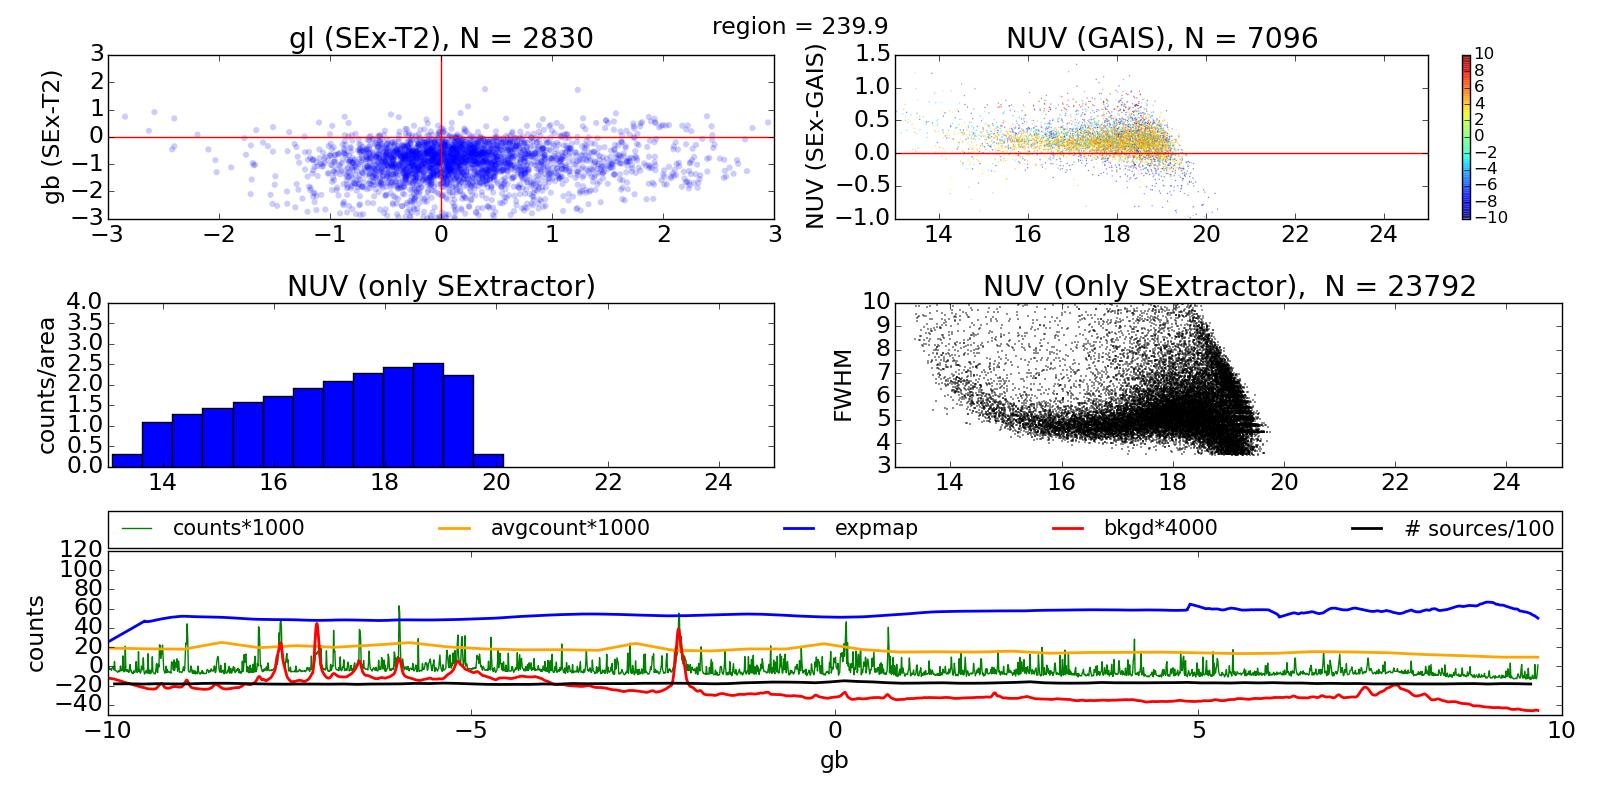 region = 239.9
gl (SEx-T2), N = 2830
NUV (GAIS), N = 7096
gb (SEx-T2)
3
2
1
0
−1
−2
−3
−3 −2 −1 0 1 2 3
NUV (SEx-GAIS)
1.5
1.0
0.5
0.0
−0.5
−1.0
14 16 18 20 22 24
10
8
6
4
2
0
−2
−4
−6
−8
−10
NUV (only SExtractor)
counts/area
4.0
3.5
3.0
2.5
2.0
1.5
1.0
0.5
0.0
14 16 18 20 22 24
NUV (Only SExtractor), N = 23792
FWHM
10
9
8
7
6
5
4
3
14 16 18 20 22 24
counts*1000 avgcount*1000 expmap bkgd*4000 # sources/100
counts
120
100
80
60
40
20
0
−20
−40
−10 −5 0 5 10
gb